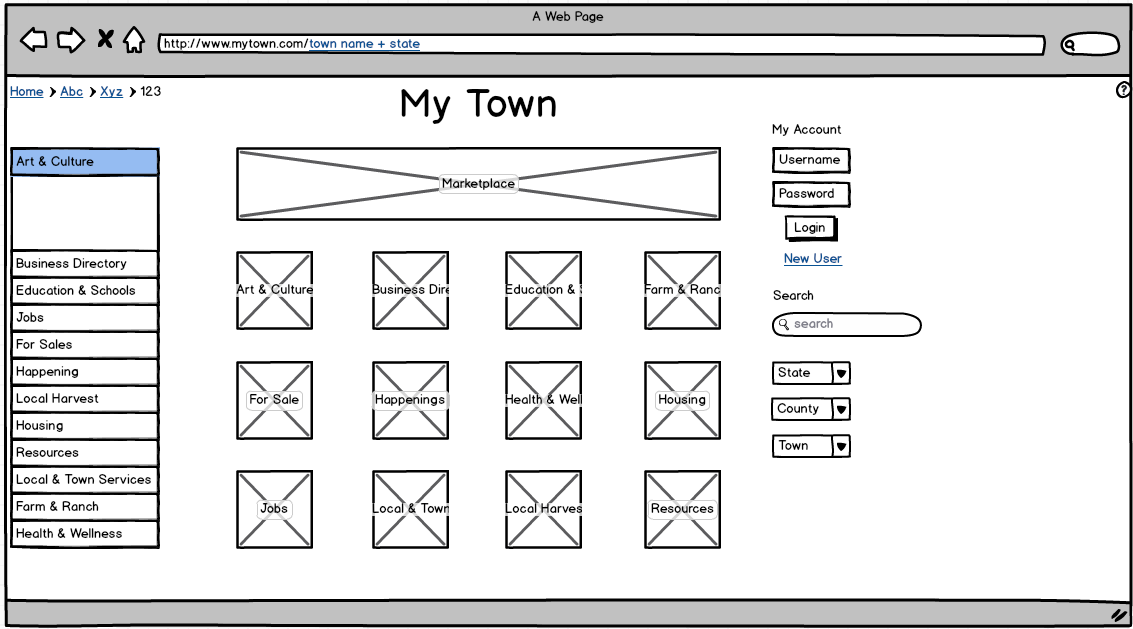 A Web Page
http://www.mytown.com/town name + state
Home Abc Xyz 123
?
My Town
Art & Culture
Business Directory
Education & Schools
Jobs
For Sales
Happening
Local Harvest
Housing
Resources
Local & Town Services
Farm & Ranch
Health & Wellness
Marketplace
Art & Culture
Business Dire
Education & S
Farm & Ranc
For Sale
Happenings
Health & Well
Housing
Jobs
Local & Town
Local Harves
Resources
My Account
Username
Password
Login
New User
Search
search
State
County
Town